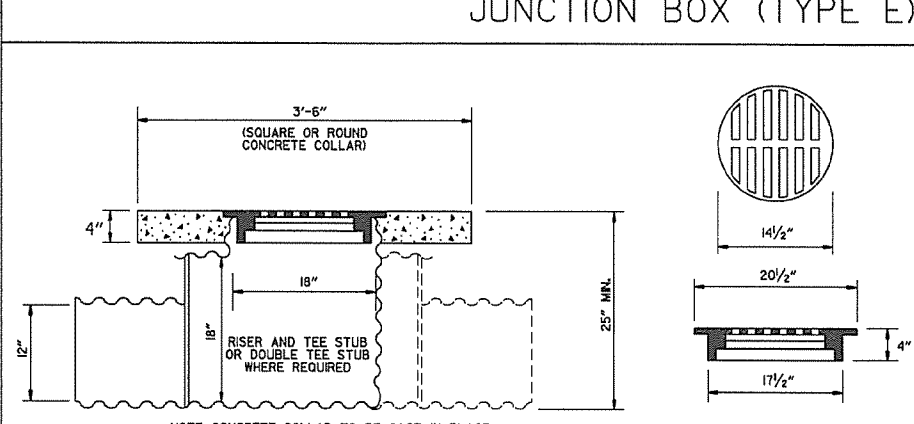 JUNCTION BOX (TYPE E)
3'-6"
(SQUARE OR ROUND
CONCRETE COLLAR)
4"
18"
25" MIN.
12"
18"
RISER AND TEE STUB
OR DOUBLE TEE STUB
WHERE REQUIRED
14½"
20½"
4"
17½"